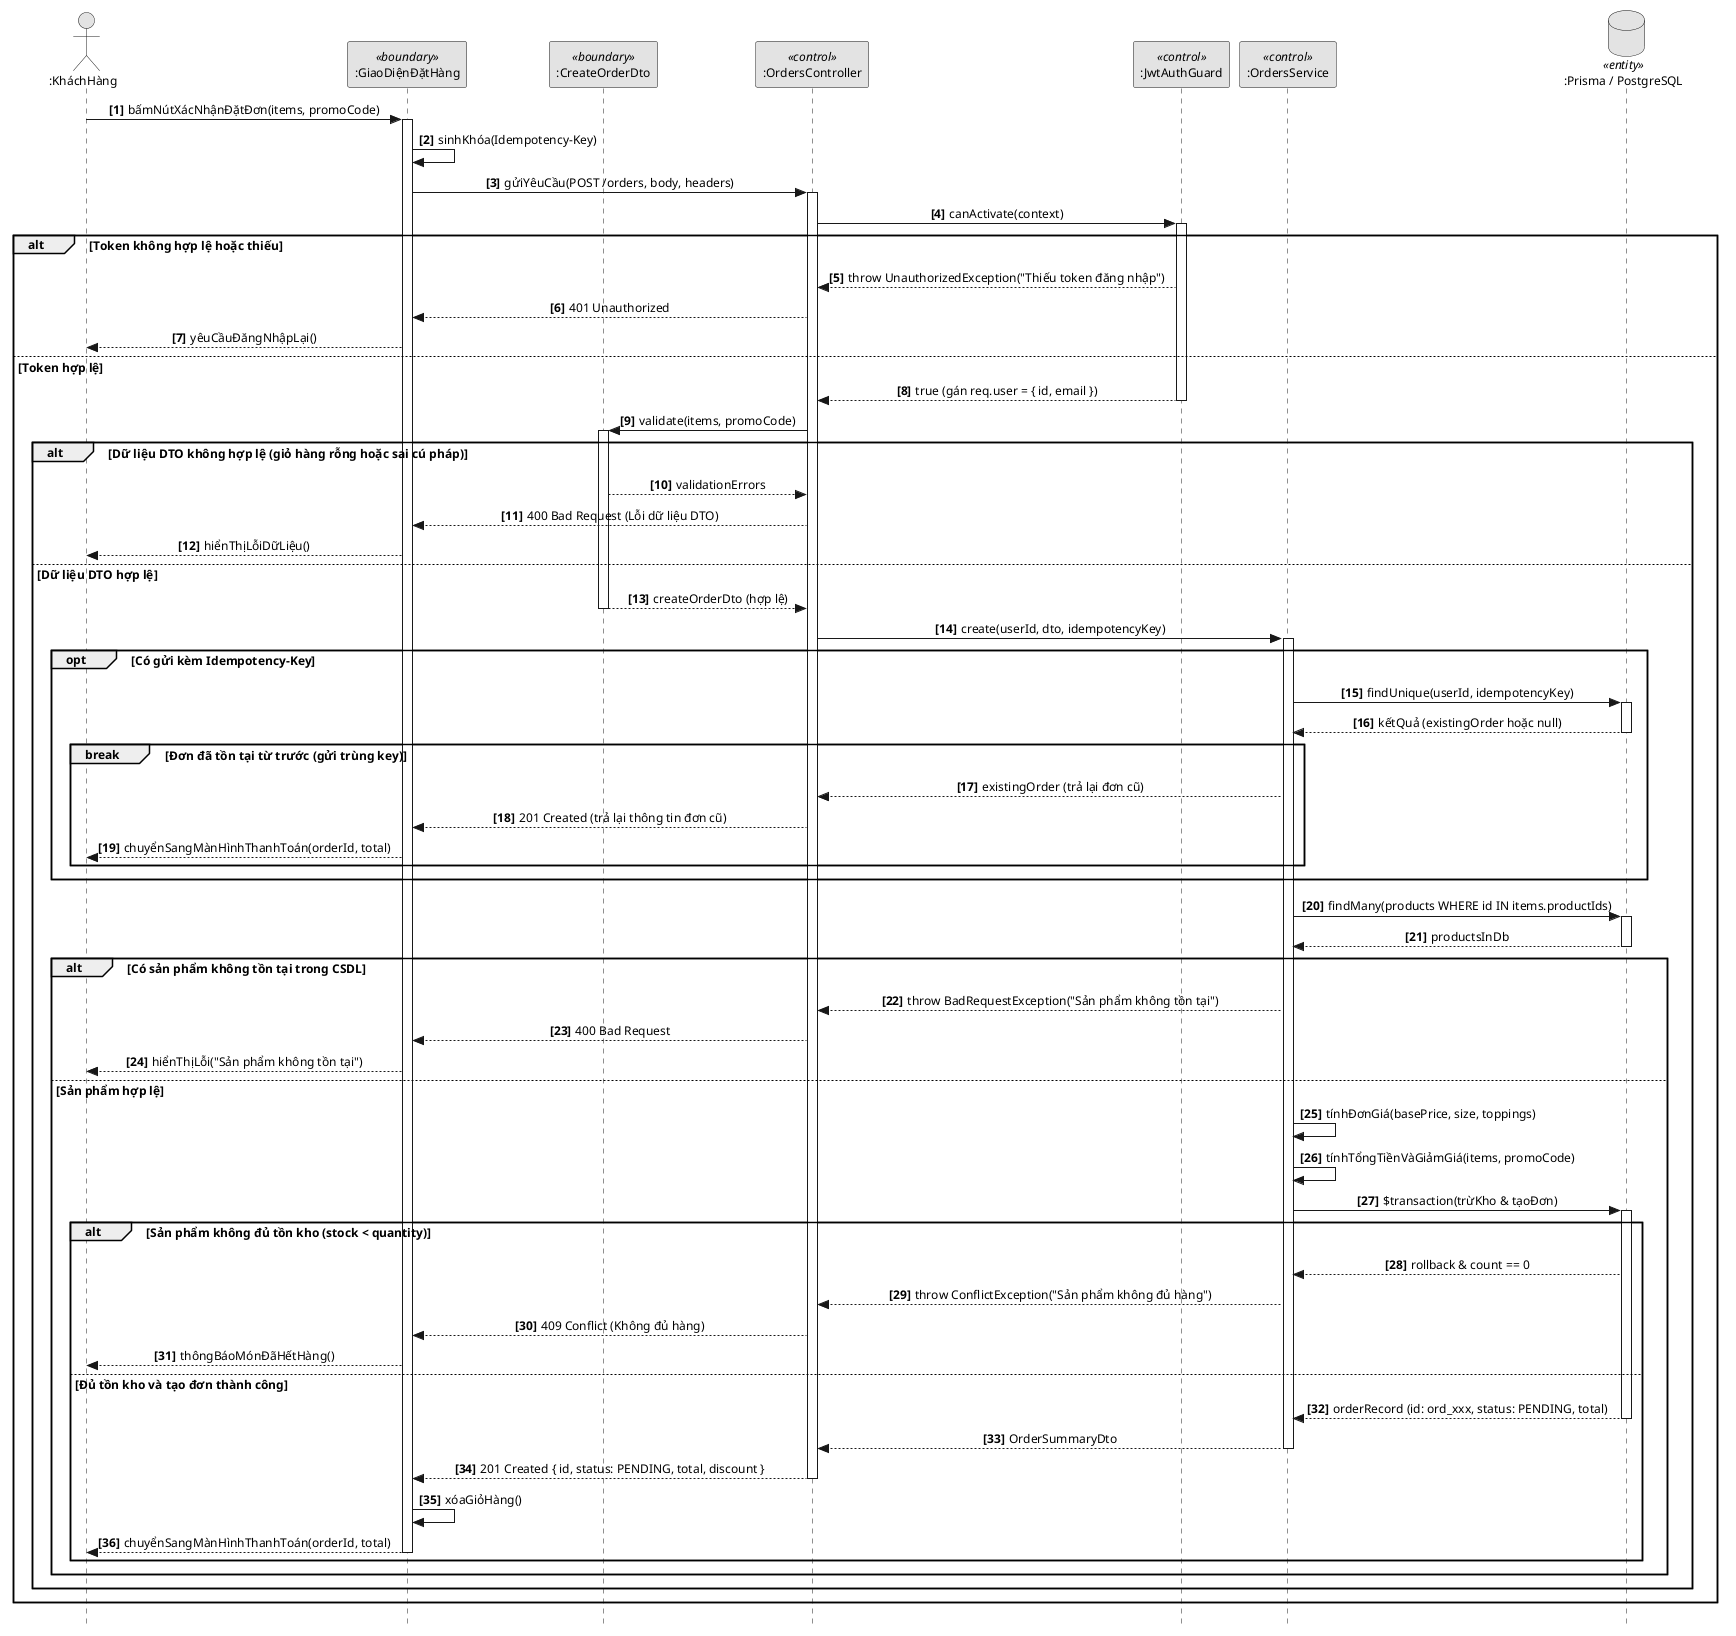 :KháchHàng
«boundary»
:GiaoDiệnĐặtHàng
«boundary»
:CreateOrderDto
«control»
:OrdersController
«control»
:JwtAuthGuard
«control»
:OrdersService
«entity»
:Prisma / PostgreSQL
[1] bấmNútXácNhậnĐặtĐơn(items, promoCode)
[2] sinhKhóa(Idempotency-Key)
[3] gửiYêuCầu(POST /orders, body, headers)
[4] canActivate(context)
alt [Token không hợp lệ hoặc thiếu]
[5] throw UnauthorizedException("Thiếu token đăng nhập")
[6] 401 Unauthorized
[7] yêuCầuĐăngNhậpLại()
[Token hợp lệ]
[8] true (gán req.user = { id, email })
[9] validate(items, promoCode)
alt [Dữ liệu DTO không hợp lệ (giỏ hàng rỗng hoặc sai cú pháp)]
[10] validationErrors
[11] 400 Bad Request (Lỗi dữ liệu DTO)
[12] hiểnThịLỗiDữLiệu()
[Dữ liệu DTO hợp lệ]
[13] createOrderDto (hợp lệ)
[14] create(userId, dto, idempotencyKey)
opt [Có gửi kèm Idempotency-Key]
[15] findUnique(userId, idempotencyKey)
[16] kếtQuả (existingOrder hoặc null)
break [Đơn đã tồn tại từ trước (gửi trùng key)]
[17] existingOrder (trả lại đơn cũ)
[18] 201 Created (trả lại thông tin đơn cũ)
[19] chuyểnSangMànHìnhThanhToán(orderId, total)
[20] findMany(products WHERE id IN items.productIds)
[21] productsInDb
alt [Có sản phẩm không tồn tại trong CSDL]
[22] throw BadRequestException("Sản phẩm không tồn tại")
[23] 400 Bad Request
[24] hiểnThịLỗi("Sản phẩm không tồn tại")
[Sản phẩm hợp lệ]
[25] tínhĐơnGiá(basePrice, size, toppings)
[26] tínhTổngTiềnVàGiảmGiá(items, promoCode)
[27] $transaction(trừKho & tạoĐơn)
alt [Sản phẩm không đủ tồn kho (stock < quantity)]
[28] rollback & count == 0
[29] throw ConflictException("Sản phẩm không đủ hàng")
[30] 409 Conflict (Không đủ hàng)
[31] thôngBáoMónĐãHếtHàng()
[Đủ tồn kho và tạo đơn thành công]
[32] orderRecord (id: ord_xxx, status: PENDING, total)
[33] OrderSummaryDto
[34] 201 Created { id, status: PENDING, total, discount }
[35] xóaGiỏHàng()
[36] chuyểnSangMànHìnhThanhToán(orderId, total)